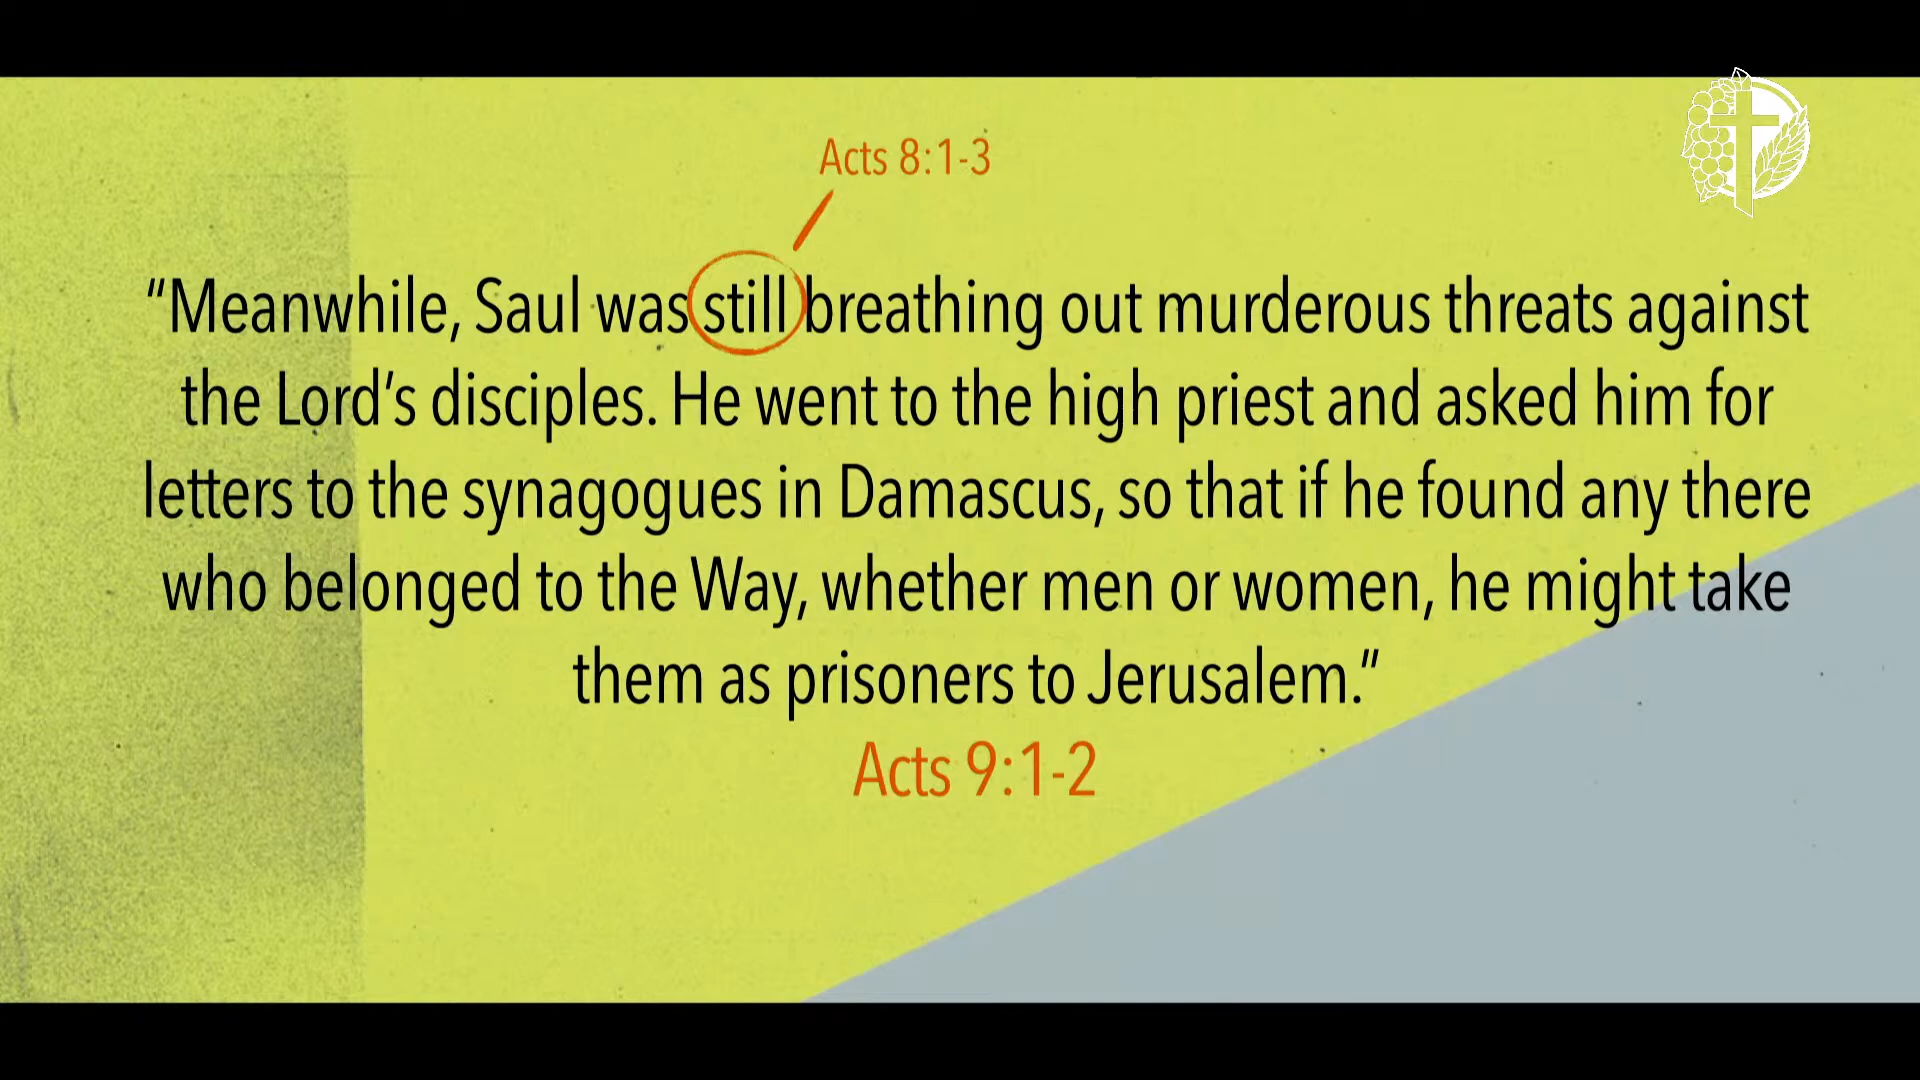 Acts 8:1-3
“Meanwhile, Saul was still breathing out murderous threats against
the Lord’s disciples. He went to the high priest and asked him for
letters to the synagogues in Damascus, so that if he found any there
who belonged to the Way, whether men or women, he might take
them as prisoners to Jerusalem.”
Acts 9:1-2